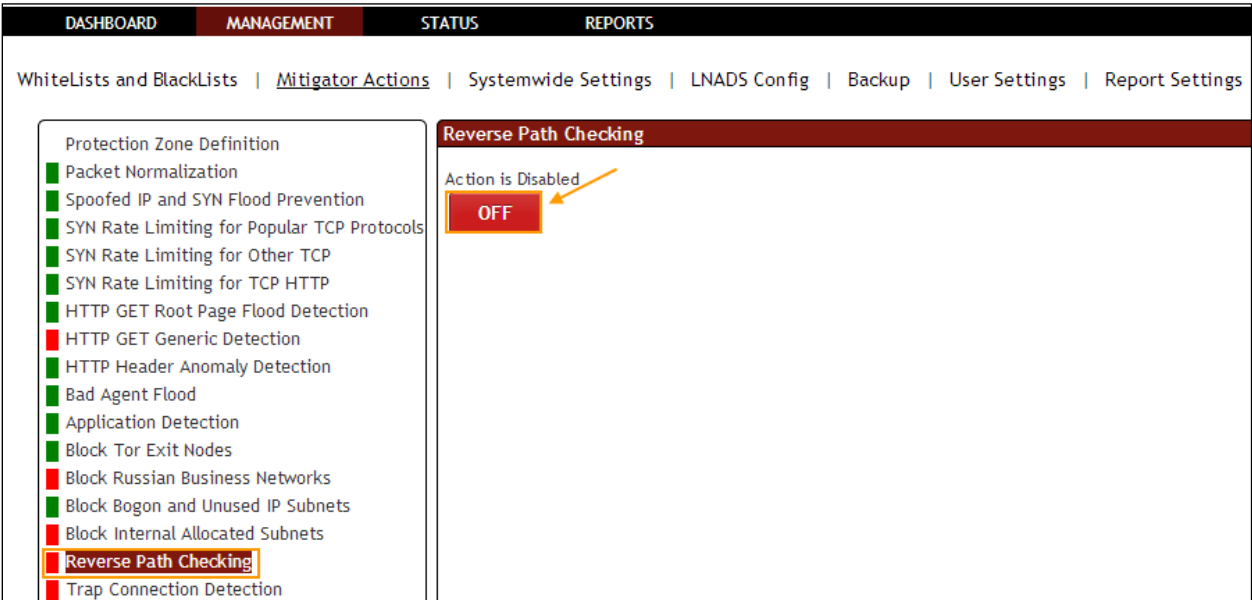 DASHBOARD MANAGEMENT STATUS REPORTS
WhiteLists and BlackLists | Mitigator Actions | Systemwide Settings | LNADS Config | Backup | User Settings | Report Settings
Protection Zone Definition
Packet Normalization
Spoofed IP and SYN Flood Prevention
SYN Rate Limiting for Popular TCP Protocols
SYN Rate Limiting for Other TCP
SYN Rate Limiting for TCP HTTP
HTTP GET Root Page Flood Detection
HTTP GET Generic Detection
HTTP Header Anomaly Detection
Bad Agent Flood
Application Detection
Block Tor Exit Nodes
Block Russian Business Networks
Block Bogon and Unused IP Subnets
Block Internal Allocated Subnets
Reverse Path Checking
Trap Connection Detection
Reverse Path Checking
Action is Disabled
OFF